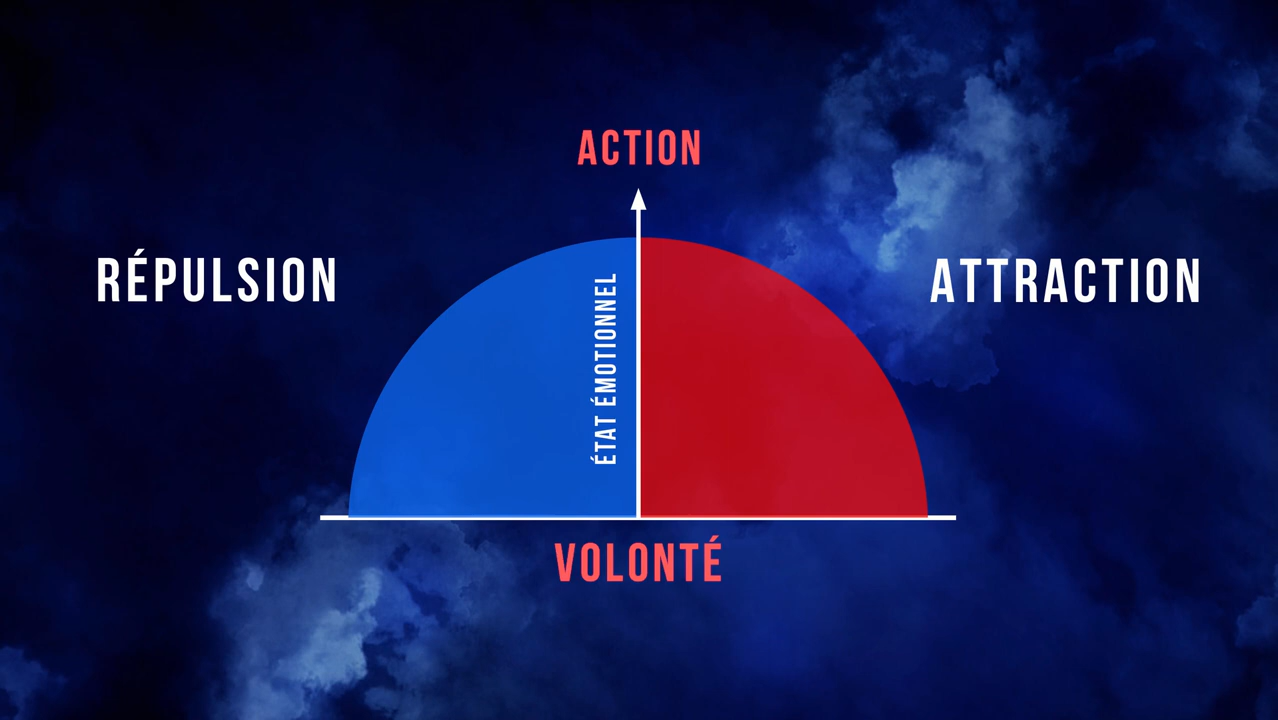 ACTION
RÉPULSION
ATTRACTION
ÉTAT ÉMOTIONNEL
VOLONTÉ